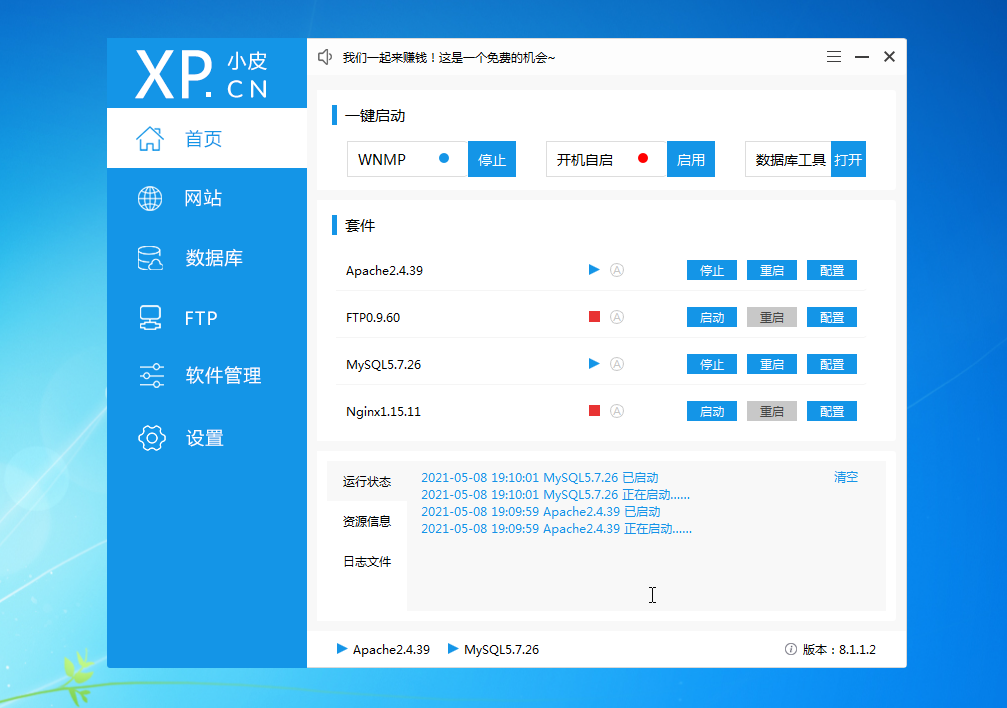 XP. 小皮 CN
我们一起来赚钱！这是一个免费的机会~
首页
网站
数据库
FTP
软件管理
设置
一键启动
WNMP 停止 开机自启 启用 数据库工具 打开
套件
Apache2.4.39 A 停止 重启 配置
FTP0.9.60 A 启动 重启 配置
MySQL5.7.26 A 停止 重启 配置
Nginx1.15.11 A 启动 重启 配置
运行状态
资源信息
日志文件
2021-05-08 19:10:01 MySQL5.7.26 已启动 清空
2021-05-08 19:10:01 MySQL5.7.26 正在启动......
2021-05-08 19:09:59 Apache2.4.39 已启动
2021-05-08 19:09:59 Apache2.4.39 正在启动......
Apache2.4.39 MySQL5.7.26 版本：8.1.1.2